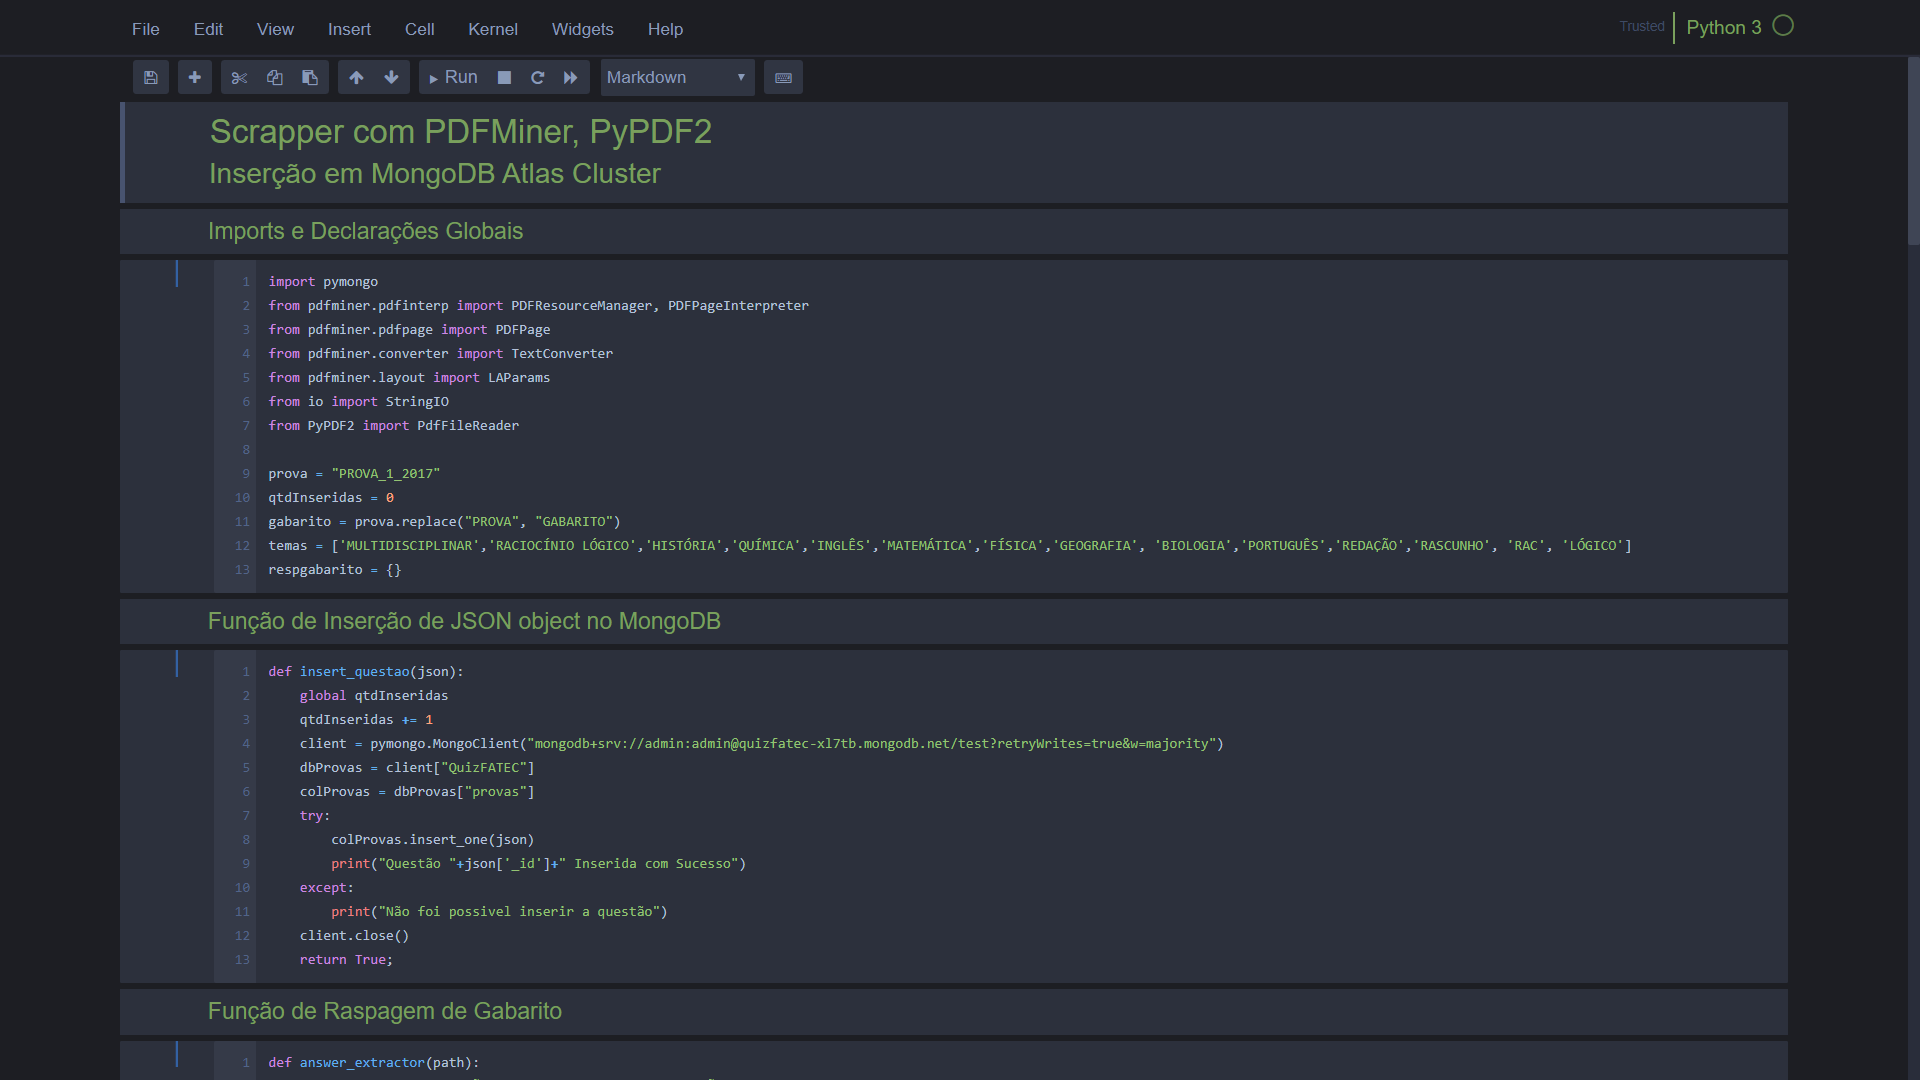 File Edit View Insert Cell Kernel Widgets Help
Trusted Python 3
Run Markdown
Scrapper com PDFMiner, PyPDF2
Inserção em MongoDB Atlas Cluster
Imports e Declarações Globais
1 import pymongo
2 from pdfminer.pdfinterp import PDFResourceManager, PDFPageInterpreter
3 from pdfminer.pdfpage import PDFPage
4 from pdfminer.converter import TextConverter
5 from pdfminer.layout import LAParams
6 from io import StringIO
7 from PyPDF2 import PdfFileReader
8
9 prova = "PROVA_1_2017"
10 qtdInseridas = 0
11 gabarito = prova.replace("PROVA", "GABARITO")
12 temas = ['MULTIDISCIPLINAR','RACIOCÍNIO LÓGICO','HISTÓRIA','QUÍMICA','INGLÊS','MATEMÁTICA','FÍSICA','GEOGRAFIA', 'BIOLOGIA','PORTUGUÊS','REDAÇÃO','RASCUNHO', 'RAC', 'LÓGICO']
13 respgabarito = {}
Função de Inserção de JSON object no MongoDB
1 def insert_questao(json):
2     global qtdInseridas
3     qtdInseridas += 1
4     client = pymongo.MongoClient("mongodb+srv://admin:admin@quizfatec-xl7tb.mongodb.net/test?retryWrites=true&w=majority")
5     dbProvas = client["QuizFATEC"]
6     colProvas = dbProvas["provas"]
7     try:
8         colProvas.insert_one(json)
9         print("Questão "+json['_id']+" Inserida com Sucesso")
10     except:
11         print("Não foi possivel inserir a questão")
12     client.close()
13     return True;
Função de Raspagem de Gabarito
1 def answer_extractor(path):